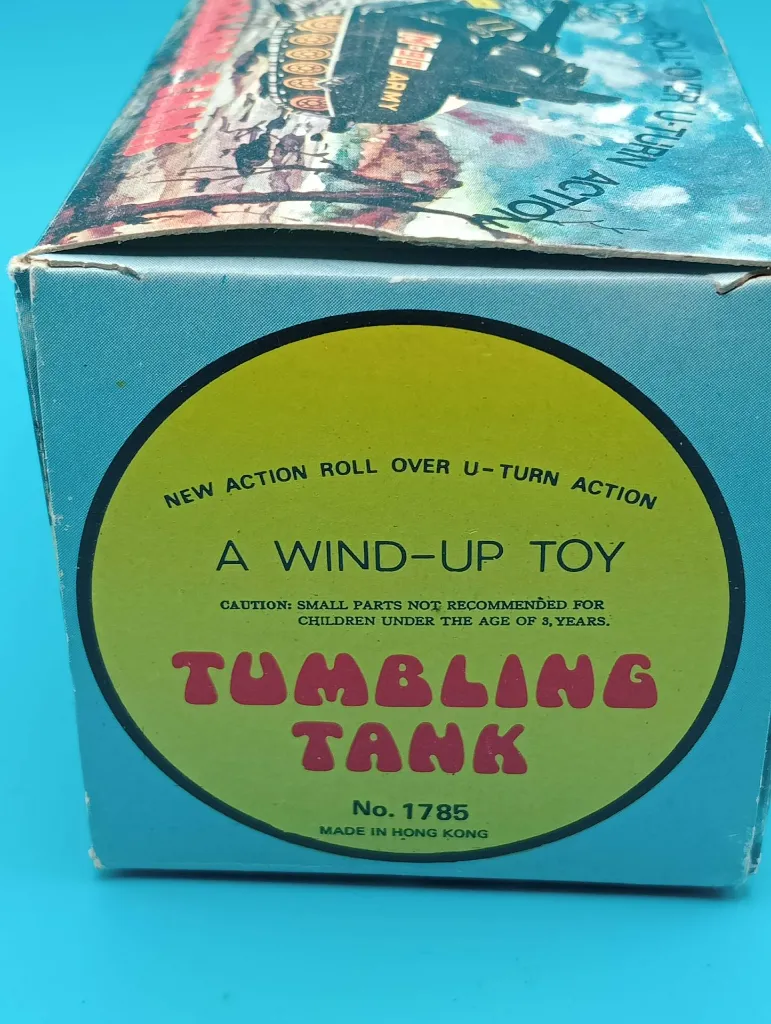 ROLL-OVER U-TURN ACTION
ARMY
NEW ACTION ROLL OVER U-TURN ACTION
A WIND-UP TOY
CAUTION: SMALL PARTS NOT RECOMMENDED FOR
CHILDREN UNDER THE AGE OF 3, YEARS.
TUMBLING
TANK
No. 1785
MADE IN HONG KONG